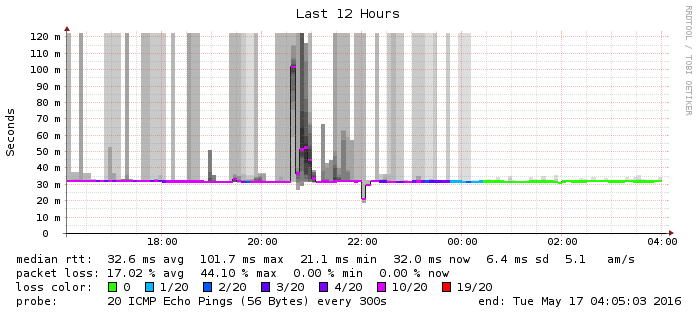 Last 12 Hours
RRDTOOL / TOBI OETIKER
Seconds
120 m
110 m
100 m
90 m
80 m
70 m
60 m
50 m
40 m
30 m
20 m
10 m
0
18:00 20:00 22:00 00:00 02:00 04:00
median rtt: 32.6 ms avg 101.7 ms max 21.1 ms min 32.0 ms now 6.4 ms sd 5.1 am/s
packet loss: 17.02 % avg 44.10 % max 0.00 % min 0.00 % now
loss color: 0 1/20 2/20 3/20 4/20 10/20 19/20
probe: 20 ICMP Echo Pings (56 Bytes) every 300s end: Tue May 17 04:05:03 2016